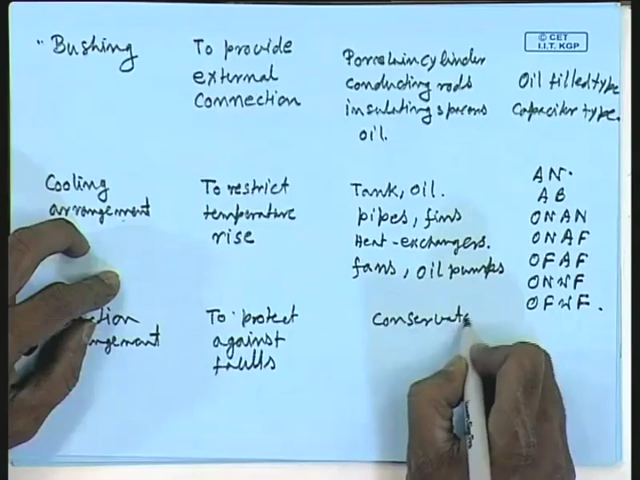 © CET
I.I.T. KGP
" Bushing
To provide
external
connection
Porcelain cylinder
conducting rods
insulating spacers
oil.
Oil filled type
Capacitor type.
Cooling
arrangement
To restrict
temperature
rise
Tank, oil.
pipes, fins
Heat-exchangers.
fans, oil pumps
AN.
AB
ONAN
ONAF
OFAF
ONWF
OFWF.
To protect
against
faults